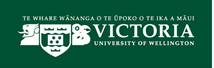 TE WHARE WĀNANGA O TE ŪPOKO O TE IKA A MĀUI
VICTORIA
UNIVERSITY OF WELLINGTON